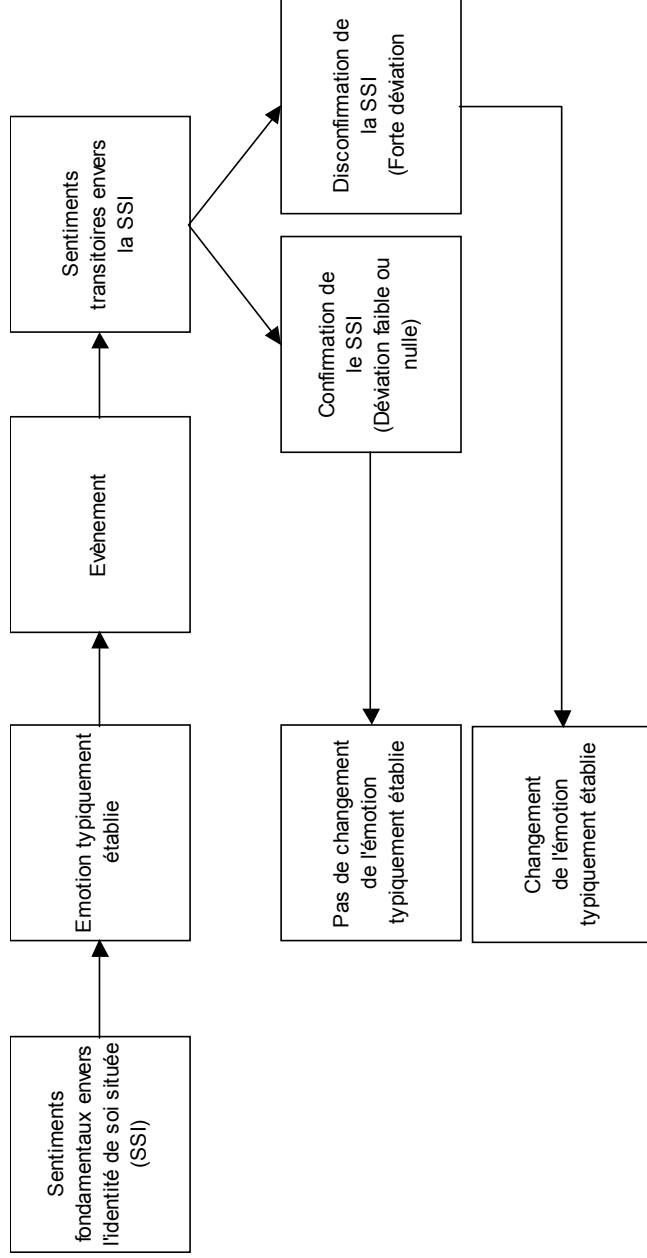 Sentiments
fondamentaux envers
l'identité de soi située
(SSI)
Emotion typiquement
établie
Evènement
Sentiments
transitoires envers
la SSI
Confirmation de
le SSI
(Déviation faible ou
nulle)
Disconfirmation de
la SSI
(Forte déviation)
Pas de changement
de l'émotion
typiquement établie
Changement
de l'émotion
typiquement établie